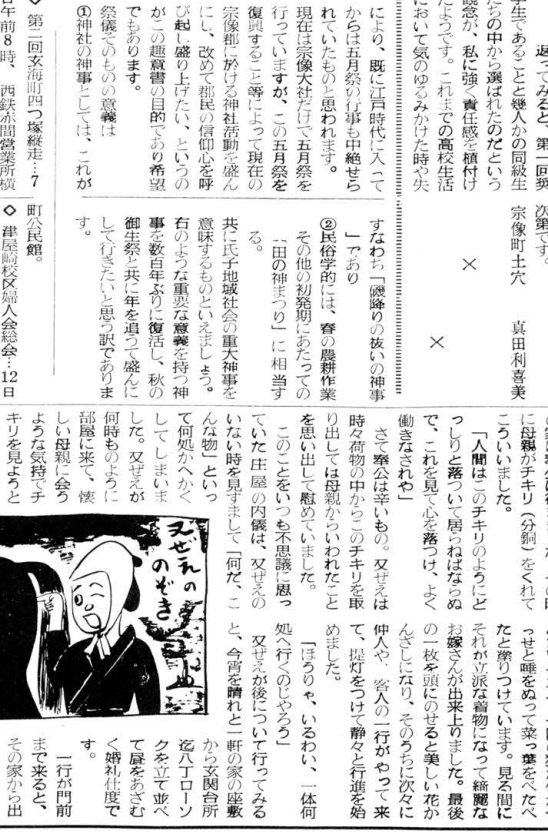 返ってみると、第一回奨
学生であることと幾人かの同級生
たちの中から選ばれたのだという
観念が、私に強く責任感を植付け
たようです。これまでの高校生活
において気のゆるみかけた時や失
次第です。
宗像町土穴　真田利喜美
×　×
により、既に江戸時代に入って
からは五月祭の行事も中絶せら
れていたものと思われます。
現在は宗像大社だけで五月祭を
行っていますが、この五月祭を
復興すること等によって現在の
宗像郡に於ける神社活動を盛ん
にし、改めて郡民の信仰心を呼
び起し盛り上げたい、というの
がこの趣意書の目的であり希望
でもあります。
祭儀そのものの意義は
①神社の神事としては、これが
すなわち「磯降りの祓いの神事
」であり
②民俗学的には、春の農耕作業
その他の初発期にあたっての
「田の神まつり」に相当す
る。
共に氏子地域社会の重大神事を
意味するものといえましょう。
右のような重要な意義を持つ神
事を数百年ぶりに復活し、秋の
御生祭と共に年を追うて盛んに
して行きたいと思う訳でありま
す。
◇　第二回玄海町四つ塚縦走…7
日午前8時、西鉄赤間営業所横
町公民館。
◇　津屋崎校区婦人会総会…12日
に母親がチキリ（分銅）をくれて
こういいました。
「人間はこのチキリのようにど
っしりと落ついて居らねばならぬ
で、これを見て心を落つけ、よく
働きなされや」
さて奉公は辛いもの。又ぜえは
時々荷物の中からこのチキリを取
り出しては母親からいわれたこと
を思い出して慰めていました。
このことをいつも不思議に思っ
ていた庄屋の内儀は、又ぜえの
いない時を見すまして「何だ、こ
んな物」といっ
て何処かへかく
してしまいま
した。又ぜえが
何時ものように
部屋に来て、懐
しい母親に会う
ような気持でチ
キリを見ようと
又ぜえの
のぞき
っせと唾をぬって菜っ葉をべたべ
たと塗りつけています。見る間に
それが立派な着物になって綺麗な
お嫁さんが出来上りました。最後
の一枚を頭にのせると美しい花か
んざしになり、そのうちに次々に
仲人や、客人の一行がやって来
て、提灯をつけて静々と行進を始
めました。
「ほうりゃ、いるわい、一体何
処へ行くのじやろう」
又ぜえが後について行ってみる
と、今宵を晴れと一軒の家の座敷
から玄関台所
迄八丁ローソ
クを立て並べ
て昼をあざむ
く婚礼仕度で
す。
一行が門前
まで来ると、
その家から出